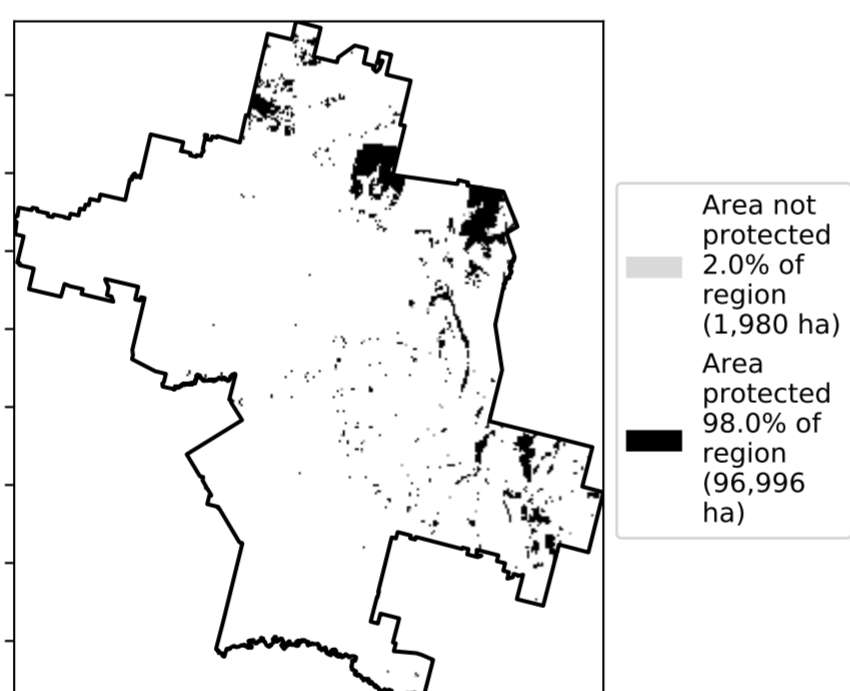 Area not
protected
2.0% of
region
(1,980 ha)
Area
protected
98.0% of
region
(96,996
ha)